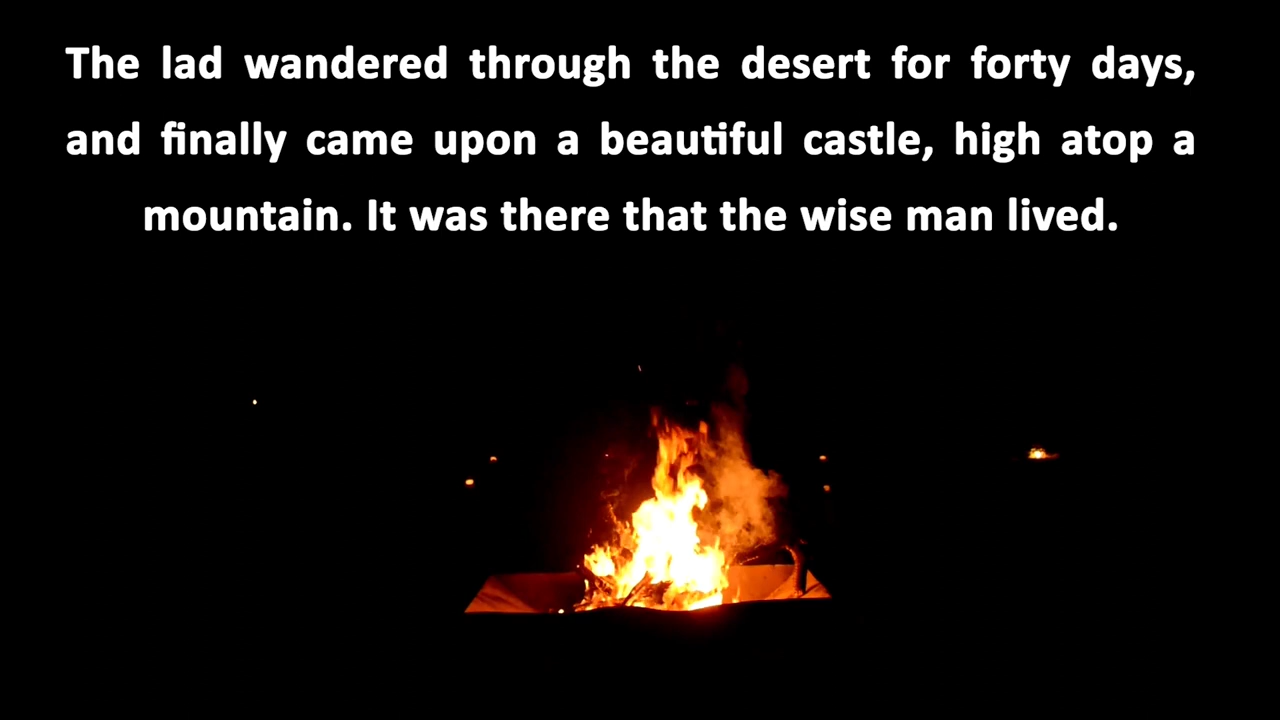 The lad wandered through the desert for forty days,
and finally came upon a beautiful castle, high atop a
mountain. It was there that the wise man lived.